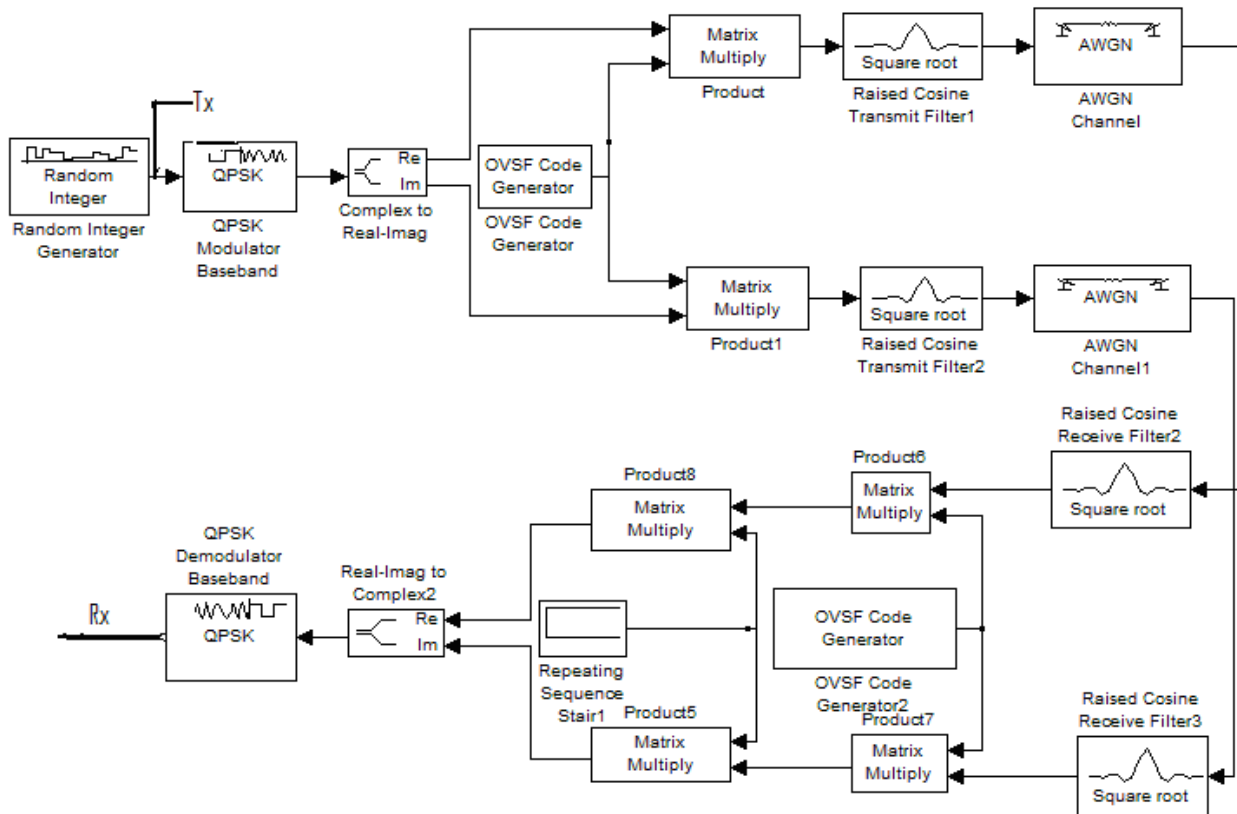 Tx
Random
Integer
Random Integer
Generator
QPSK
QPSK
Modulator
Baseband
Re
Im
Complex to
Real-Imag
OVSF Code
Generator
OVSF Code
Generator
Matrix
Multiply
Product
Square root
Raised Cosine
Transmit Filter1
AWGN
AWGN
Channel
Matrix
Multiply
Product1
Square root
Raised Cosine
Transmit Filter2
AWGN
AWGN
Channel1
Raised Cosine
Receive Filter2
Square root
Product6
Matrix
Multiply
Product8
Matrix
Multiply
QPSK
Demodulator
Baseband
QPSK
Rx
Real-Imag to
Complex2
Re
Im
Repeating
Sequence
Stair1
OVSF Code
Generator
OVSF Code
Generator2
Product5
Matrix
Multiply
Product7
Matrix
Multiply
Raised Cosine
Receive Filter3
Square root